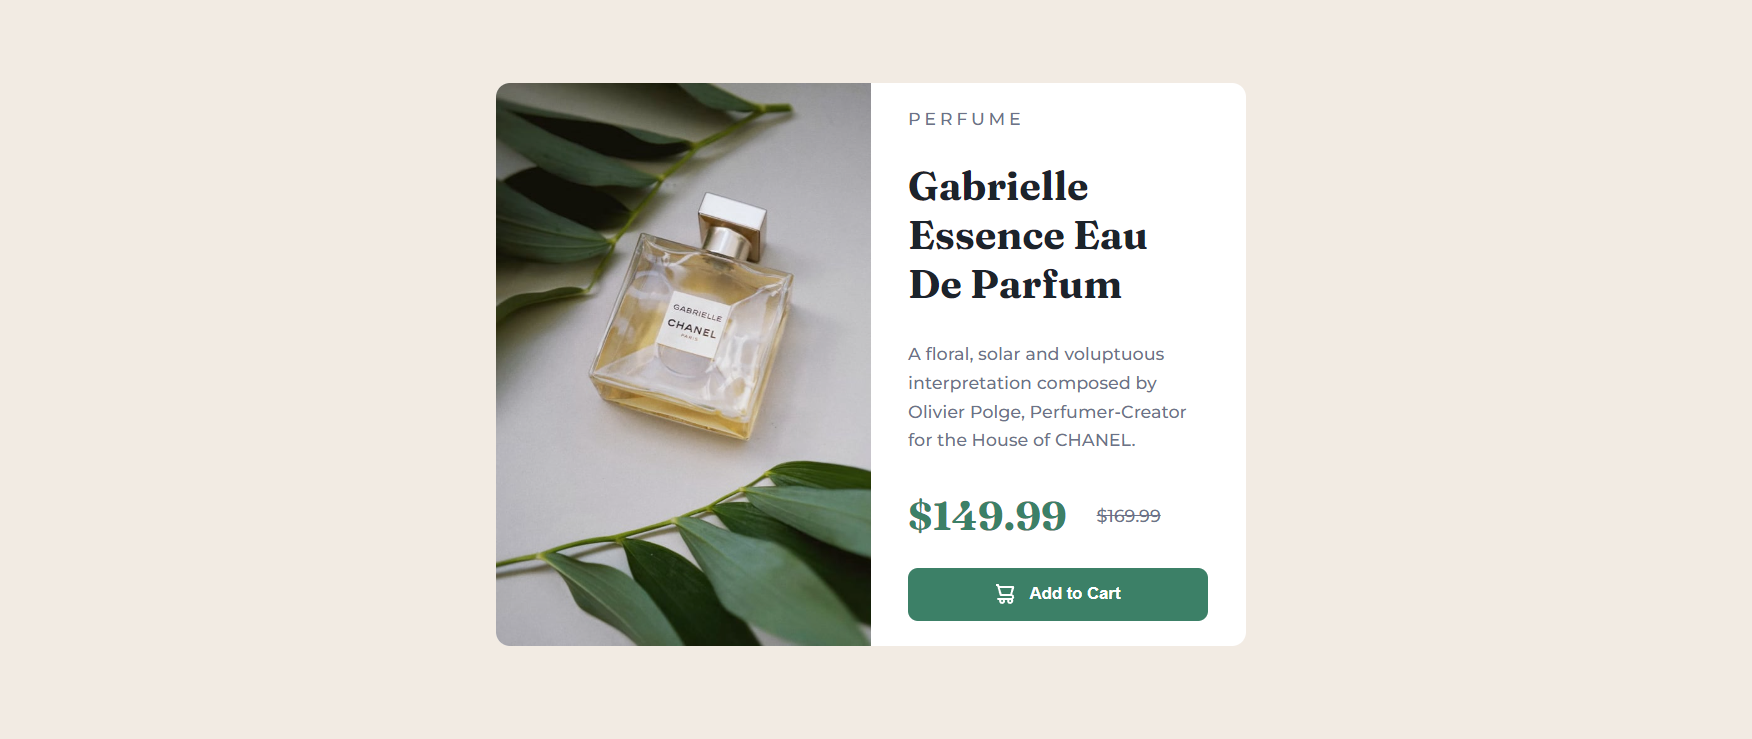 GABRIELLE
CHANEL
PARIS
PERFUME
Gabrielle
Essence Eau
De Parfum
A floral, solar and voluptuous
interpretation composed by
Olivier Polge, Perfumer-Creator
for the House of CHANEL.
$149.99 $169.99
Add to Cart